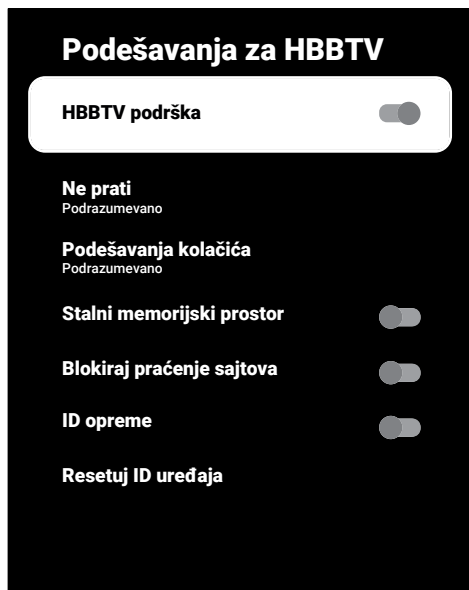 Podešavanja za HBBTV
HBBTV podrška
Ne prati
Podrazumevano
Podešavanja kolačića
Podrazumevano
Stalni memorijski prostor
Blokiraj praćenje sajtova
ID opreme
Resetuj ID uređaja